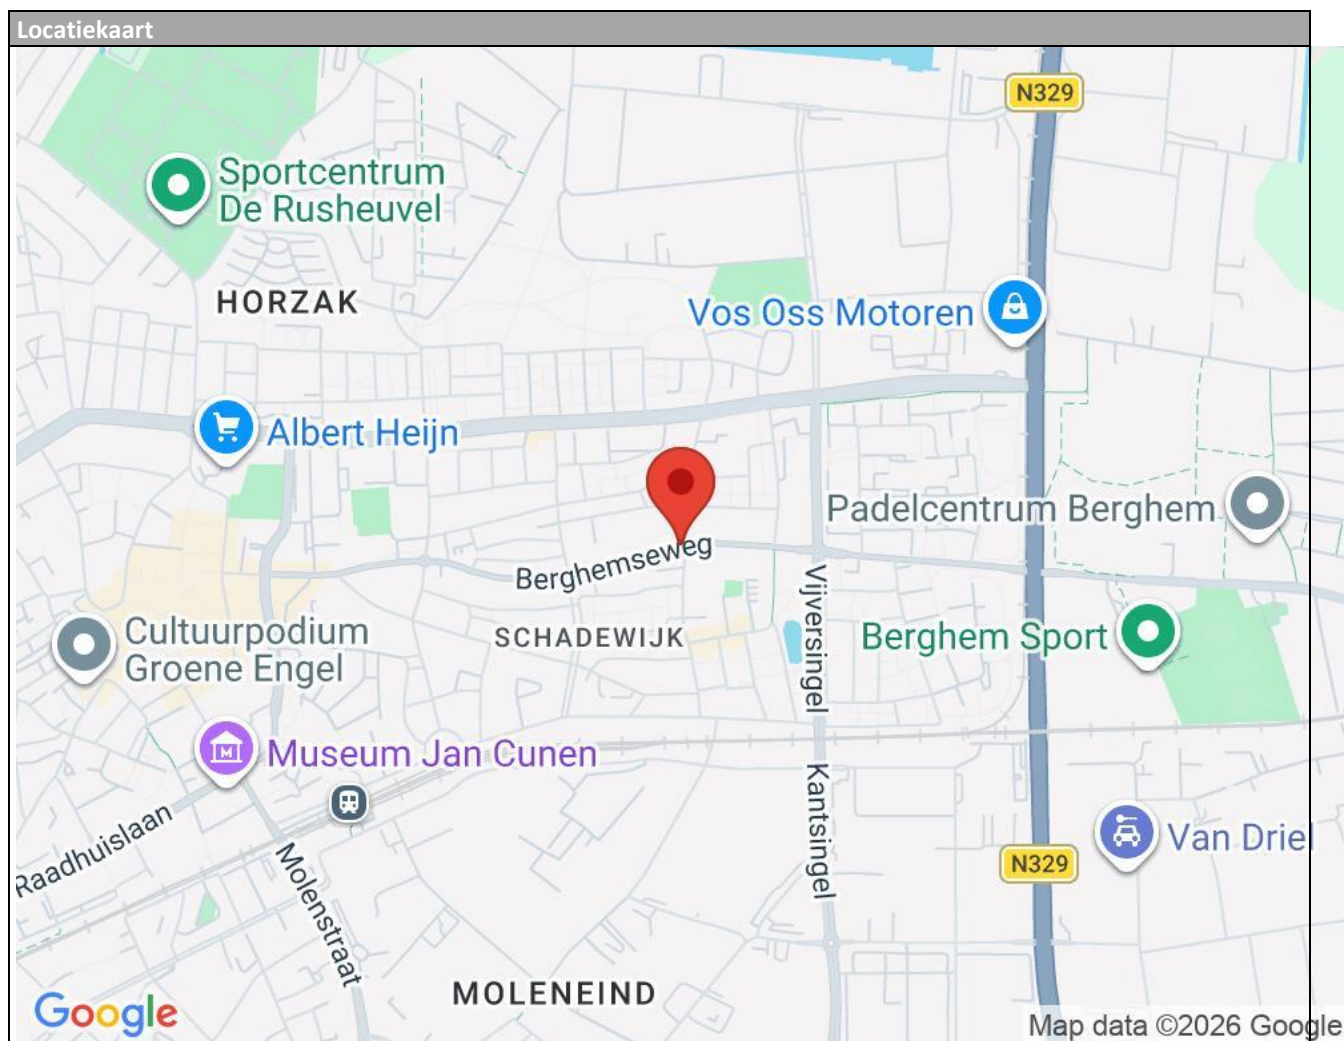 Locatiekaart
N329
Sportcentrum
De Rusheuvel
HORZAK
Vos Oss Motoren
Albert Heijn
Padelcentrum Berghem
Berghemseweg
Cultuurpodium
Groene Engel
SCHADEWIJK
Vijversingel
Berghem Sport
Museum Jan Cunen
M
Kantsingel
Raadhuislaan
Molenstraat
Van Driel
N329
MOLENEIND
Google
Map data ©2026 Google